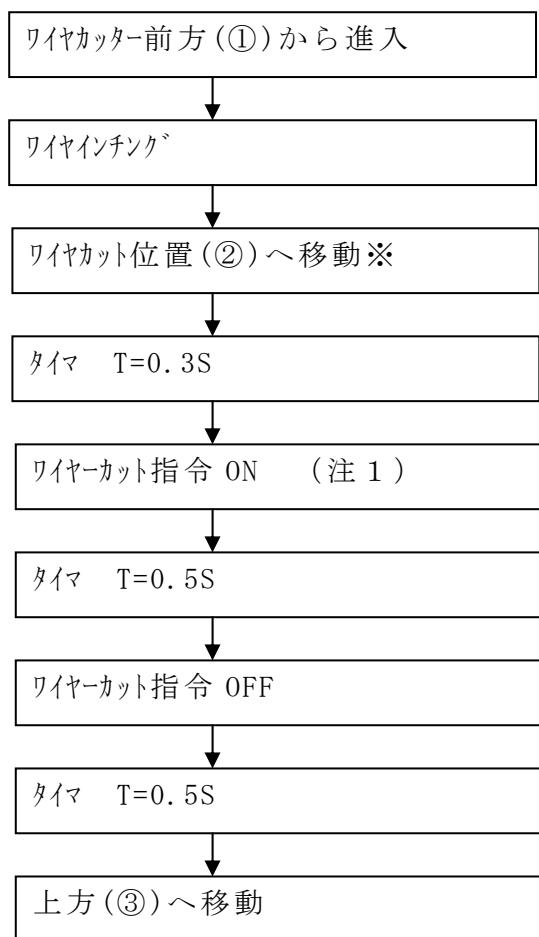 ﾜｲﾔｶｯﾀｰ前方(①)から進入
ﾜｲﾔｲﾝﾁﾝｸﾞ
ﾜｲﾔｶｯﾄ位置(②)へ移動※
ﾀｲﾏ　T=0.3S
ﾜｲﾔｰｶｯﾄ指令 ON　（注１）
ﾀｲﾏ　T=0.5S
ﾜｲﾔｰｶｯﾄ指令 OFF
ﾀｲﾏ　T=0.5S
上方(③)へ移動